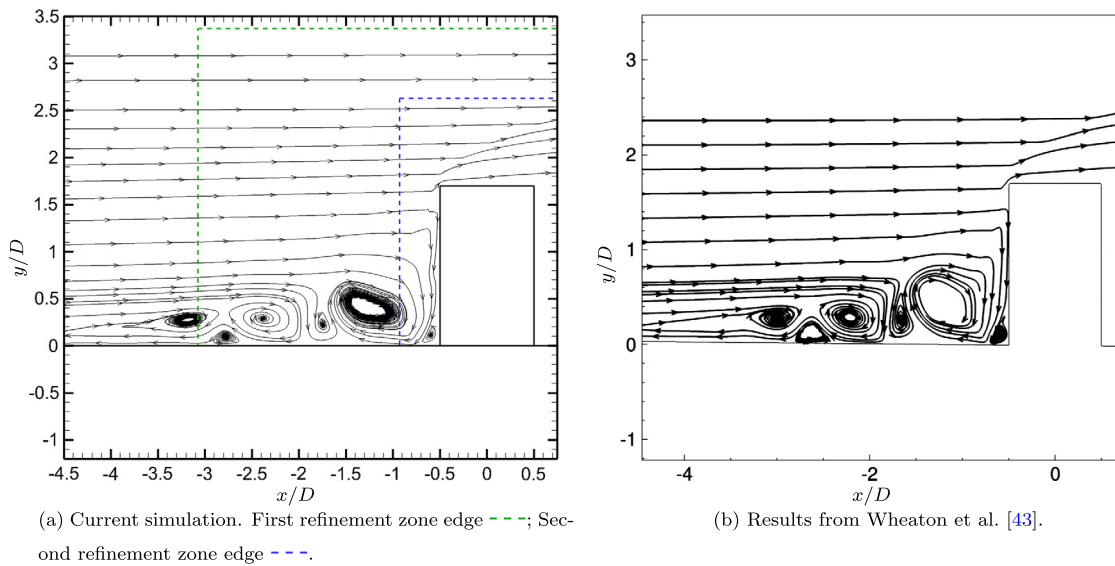 3.5
3
2.5
2
1.5
1
0.5
0
-0.5
-1
y/D
-4.5 -4 -3.5 -3 -2.5 -2 -1.5 -1 -0.5 0 0.5
x/D
(a) Current simulation. First refinement zone edge - - -; Sec-
ond refinement zone edge - - -.
3
2
1
0
-1
y/D
-4 -2 0
x/D
(b) Results from Wheaton et al. [43].